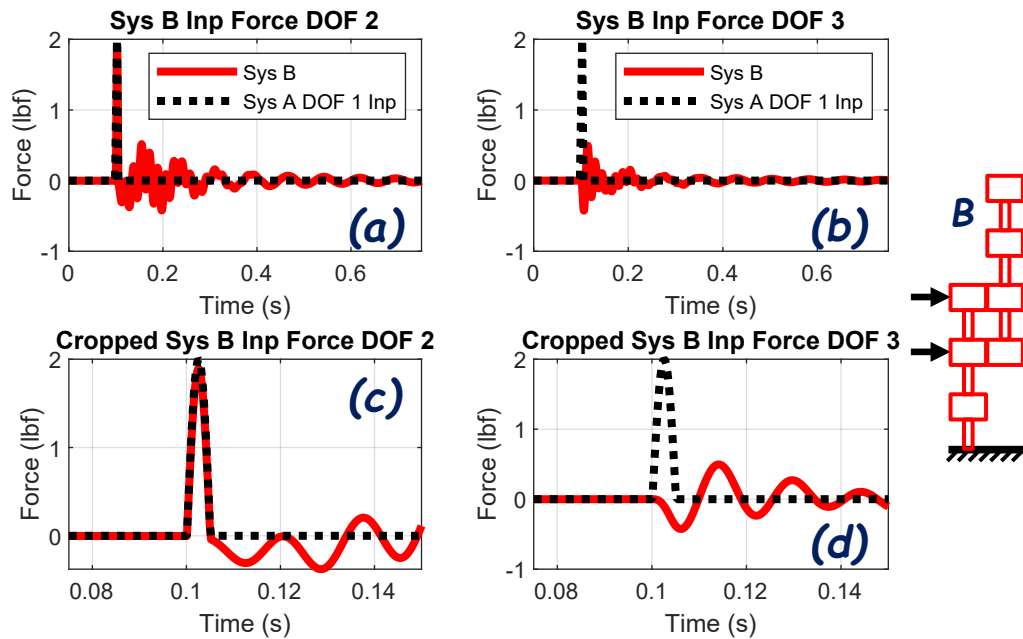 Sys B Inp Force DOF 2
Force (lbf)
2
1
0
-1
Sys B
Sys A DOF 1 Inp
(a)
0
0.2
0.4
0.6
Time (s)
Sys B Inp Force DOF 3
Force (lbf)
2
1
0
-1
Sys B
Sys A DOF 1 Inp
(b)
0
0.2
0.4
0.6
Time (s)
B
Cropped Sys B Inp Force DOF 2
Force (lbf)
2
1
0
(c)
0.08
0.1
0.12
0.14
Time (s)
Cropped Sys B Inp Force DOF 3
Force (lbf)
2
1
0
-1
(d)
0.08
0.1
0.12
0.14
Time (s)